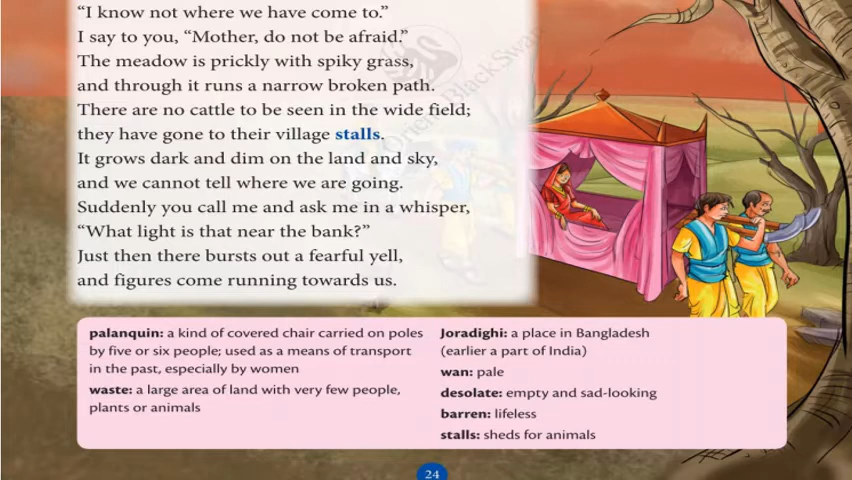 “I know not where we have come to.”
I say to you, “Mother, do not be afraid.”
The meadow is prickly with spiky grass,
and through it runs a narrow broken path.
There are no cattle to be seen in the wide field;
they have gone to their village stalls.
It grows dark and dim on the land and sky,
and we cannot tell where we are going.
Suddenly you call me and ask me in a whisper,
“What light is that near the bank?”
Just then there bursts out a fearful yell,
and figures come running towards us.
Orient BlackSwan
palanquin: a kind of covered chair carried on poles
by five or six people; used as a means of transport
in the past, especially by women
waste: a large area of land with very few people,
plants or animals
Joradighi: a place in Bangladesh
(earlier a part of India)
wan: pale
desolate: empty and sad-looking
barren: lifeless
stalls: sheds for animals
24